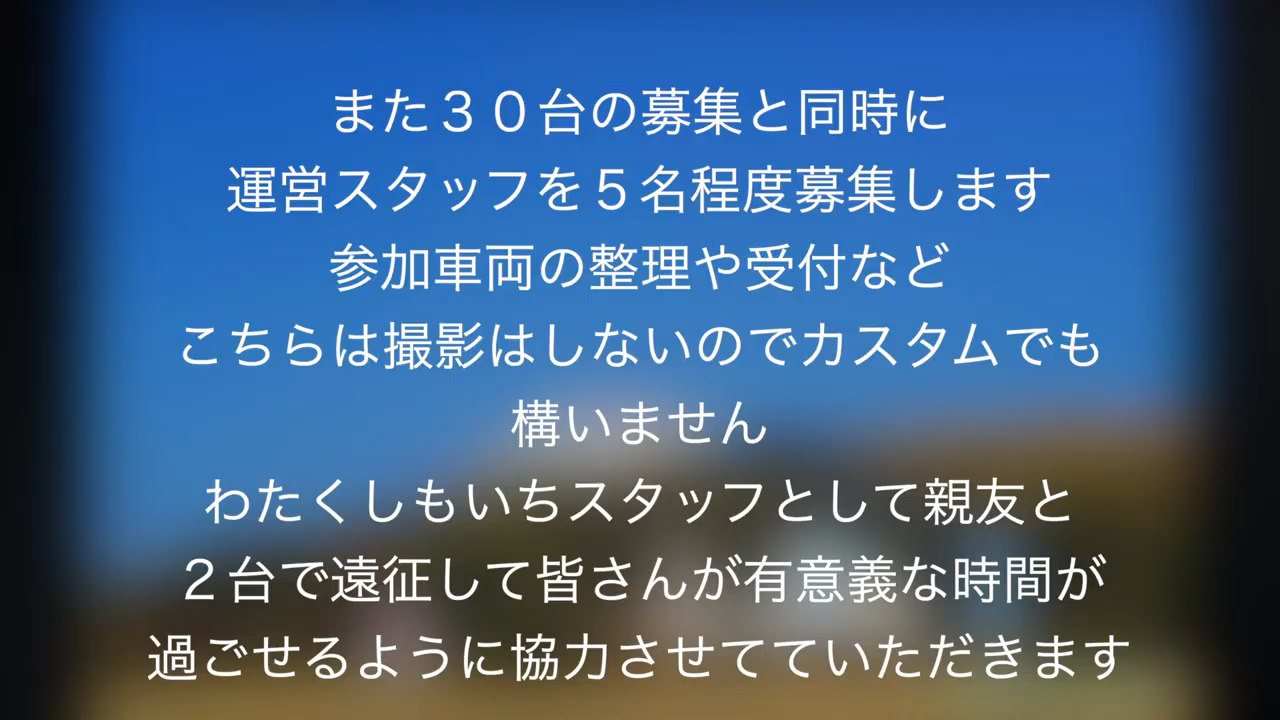 また３０台の募集と同時に
運営スタッフを５名程度募集します
参加車両の整理や受付など
こちらは撮影はしないのでカスタムでも
構いません
わたくしもいちスタッフとして親友と
２台で遠征して皆さんが有意義な時間が
過ごせるように協力させてていただきます